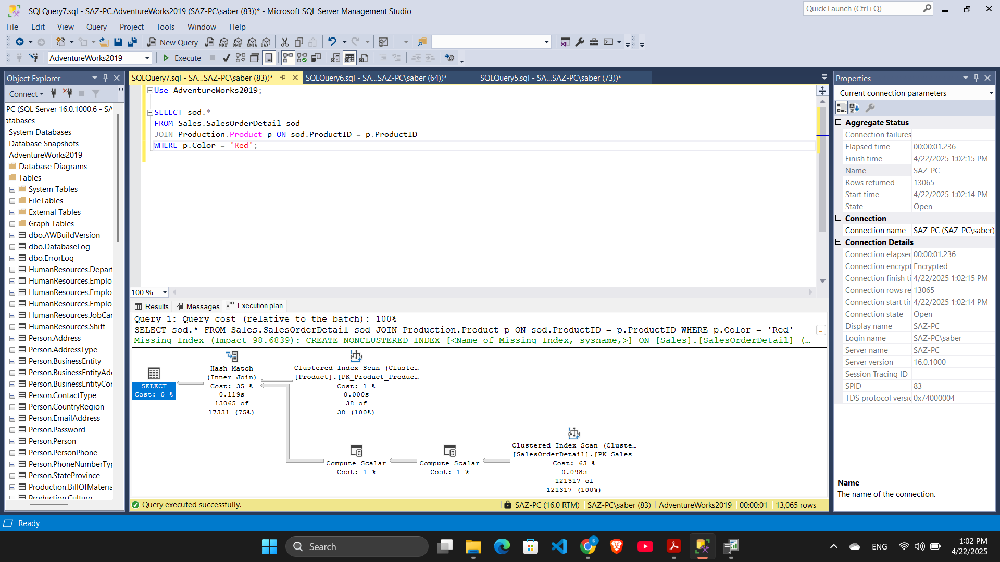 SQLQuery7.sql - SAZ-PC.AdventureWorks2019 (SAZ-PC\saber (83))* - Microsoft SQL Server Management Studio
Quick Launch (Ctrl+Q)
File Edit View Query Project Tools Window Help
New Query MDX DMX XMLA DAX
AdventureWorks2019 Execute
Object Explorer
Connect
PC (SQL Server 16.0.1000.6 - SA
atabases
System Databases
Database Snapshots
AdventureWorks2019
Database Diagrams
Tables
System Tables
FileTables
External Tables
Graph Tables
dbo.AWBuildVersion
dbo.DatabaseLog
dbo.ErrorLog
HumanResources.Depart
HumanResources.Emplo
HumanResources.Emplo
HumanResources.Emplo
HumanResources.JobCar
HumanResources.Shift
Person.Address
Person.AddressType
Person.BusinessEntity
Person.BusinessEntityAd
Person.BusinessEntityCor
Person.ContactType
Person.CountryRegion
Person.EmailAddress
Person.Password
Person.Person
Person.PersonPhone
Person.PhoneNumberTyp
Person.StateProvince
Production.BillOfMateria
Production.Culture
SQLQuery7.sql - SA...SAZ-PC\saber (83))* SQLQuery6.sql - SA...SAZ-PC\saber (64))* SQLQuery5.sql - SA...SAZ-PC\saber (73))*
Use AdventureWorks2019;
SELECT sod.*
FROM Sales.SalesOrderDetail sod
JOIN Production.Product p ON sod.ProductID = p.ProductID
WHERE p.Color = 'Red';
100 %
Results Messages Execution plan
Query 1: Query cost (relative to the batch): 100%
SELECT sod.* FROM Sales.SalesOrderDetail sod JOIN Production.Product p ON sod.ProductID = p.ProductID WHERE p.Color = 'Red'
Missing Index (Impact 98.6839): CREATE NONCLUSTERED INDEX [<Name of Missing Index, sysname,>] ON [Sales].[SalesOrderDetail] (…
SELECT
Cost: 0 %
Hash Match
(Inner Join)
Cost: 35 %
0.119s
13065 of
17331 (75%)
Clustered Index Scan (Cluste…
[Product].[PK_Product_Produc…
Cost: 1 %
0.000s
38 of
38 (100%)
Compute Scalar
Cost: 1 %
Compute Scalar
Cost: 1 %
Clustered Index Scan (Cluste…
[SalesOrderDetail].[PK_Sales…
Cost: 63 %
0.098s
121317 of
121317 (100%)
Query executed successfully.
SAZ-PC (16.0 RTM) SAZ-PC\saber (83) AdventureWorks2019 00:00:01 13,065 rows
Properties
Current connection parameters
Aggregate Status
Connection failures
Elapsed time 00:00:01.236
Finish time 4/22/2025 1:02:15 PM
Name SAZ-PC
Rows returned 13065
Start time 4/22/2025 1:02:14 PM
State Open
Connection
Connection name SAZ-PC (SAZ-PC\saber)
Connection Details
Connection elapsed 00:00:01.236
Connection encrypt Encrypted
Connection finish ti 4/22/2025 1:02:15 PM
Connection rows re 13065
Connection start tir 4/22/2025 1:02:14 PM
Connection state Open
Display name SAZ-PC
Login name SAZ-PC\saber
Server name SAZ-PC
Server version 16.0.1000
Session Tracing ID
SPID 83
TDS protocol versic 0x74000004
Name
The name of the connection.
Ready
Search
ENG
1:02 PM
4/22/2025